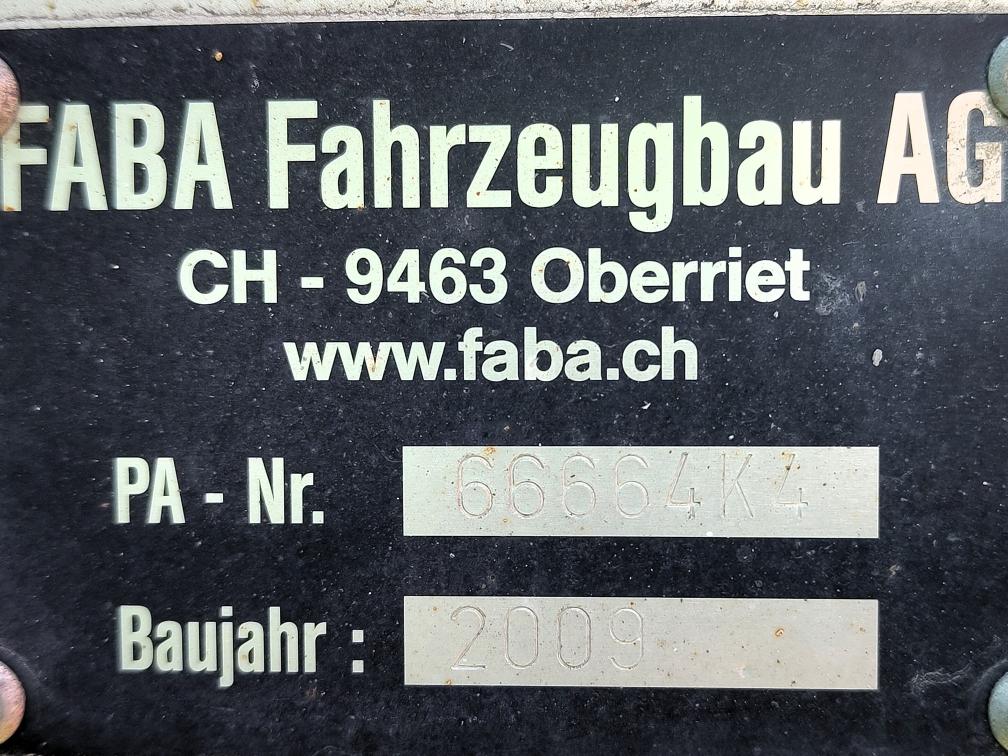 FABA Fahrzeugbau AG
CH - 9463 Oberriet
www.faba.ch
PA - Nr. 66664K4
Baujahr : 2009